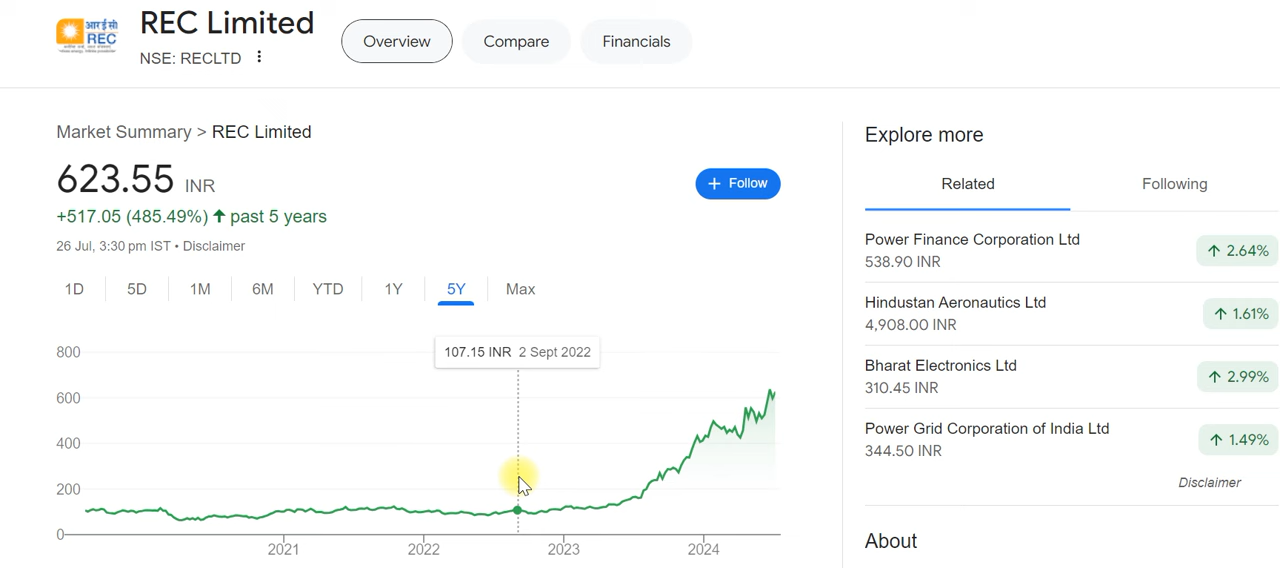 आर ई सी
REC
REC Limited
NSE: RECLTD
Overview
Compare
Financials
Market Summary > REC Limited
623.55 INR
+517.05 (485.49%) ↑ past 5 years
26 Jul, 3:30 pm IST • Disclaimer
+ Follow
1D 5D 1M 6M YTD 1Y 5Y Max
107.15 INR 2 Sept 2022
800
600
400
200
0
2021 2022 2023 2024
Explore more
Related Following
Power Finance Corporation Ltd
538.90 INR
↑ 2.64%
Hindustan Aeronautics Ltd
4,908.00 INR
↑ 1.61%
Bharat Electronics Ltd
310.45 INR
↑ 2.99%
Power Grid Corporation of India Ltd
344.50 INR
↑ 1.49%
Disclaimer
About